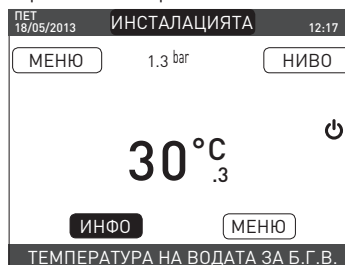 ПЕТ
18/05/2013 ИНСТАЛАЦИЯТА 12:17
МЕНЮ 1.3 bar НИВО
30°C
.3
ИНФО МЕНЮ
ТЕМПЕРАТУРА НА ВОДАТА ЗА Б.Г.В.